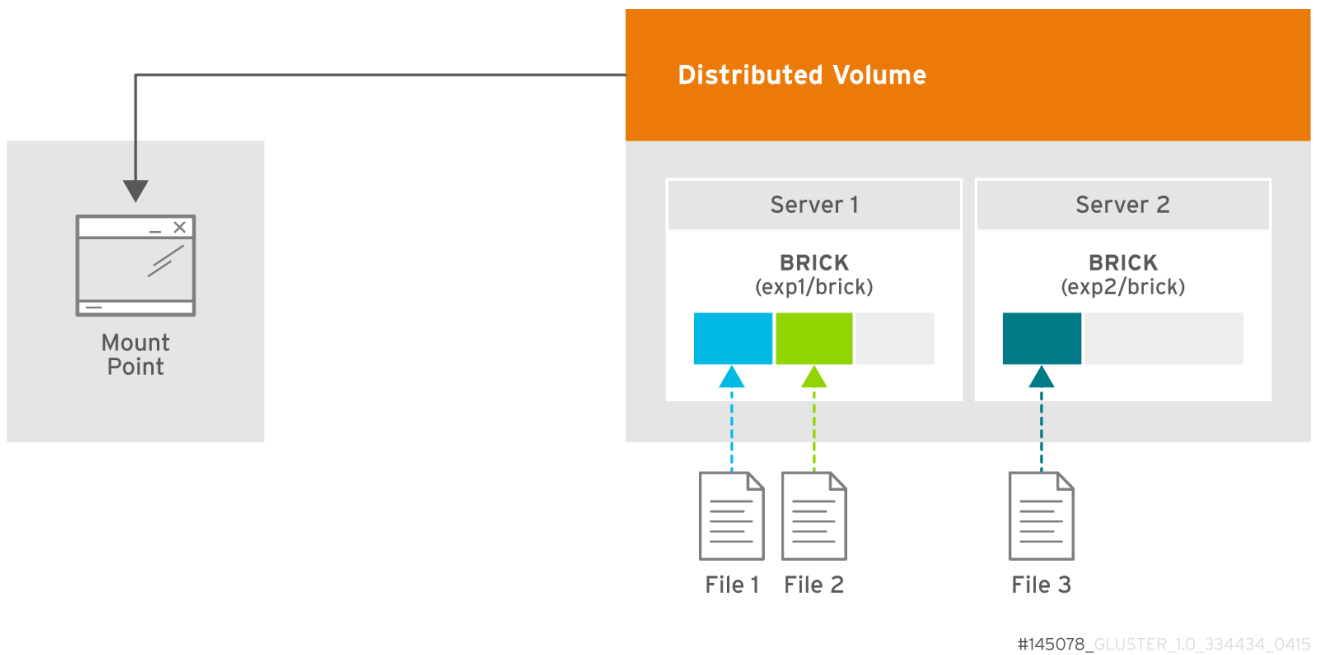 Distributed Volume
Server 1
Server 2
BRICK
(exp1/brick)
BRICK
(exp2/brick)
Mount
Point
File 1
File 2
File 3
#145078_GLUSTER_1.0_334434_0415